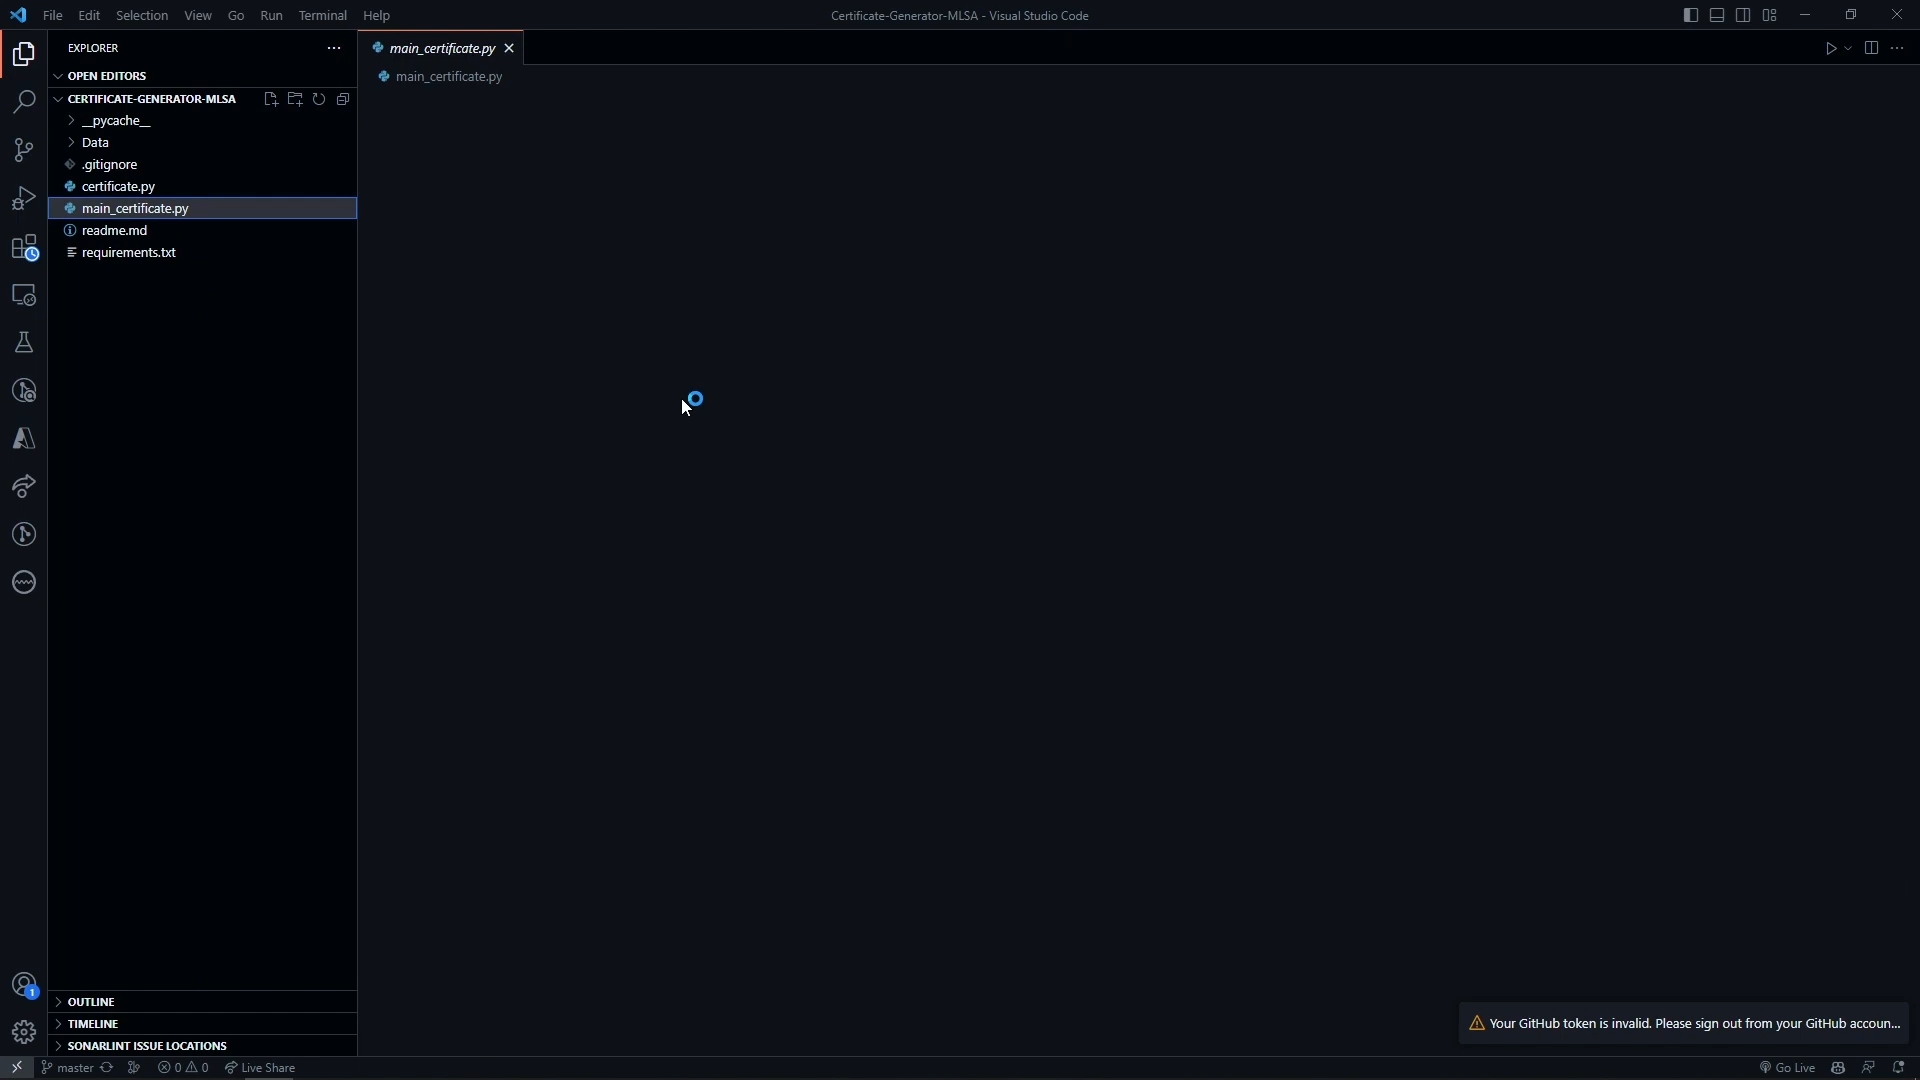 File Edit Selection View Go Run Terminal Help
Certificate-Generator-MLSA - Visual Studio Code
EXPLORER
main_certificate.py
OPEN EDITORS
main_certificate.py
CERTIFICATE-GENERATOR-MLSA
__pycache__
Data
.gitignore
certificate.py
main_certificate.py
readme.md
requirements.txt
1
OUTLINE
TIMELINE
SONARLINT ISSUE LOCATIONS
Your GitHub token is invalid. Please sign out from your GitHub accoun...
master 0 0 Live Share
Go Live